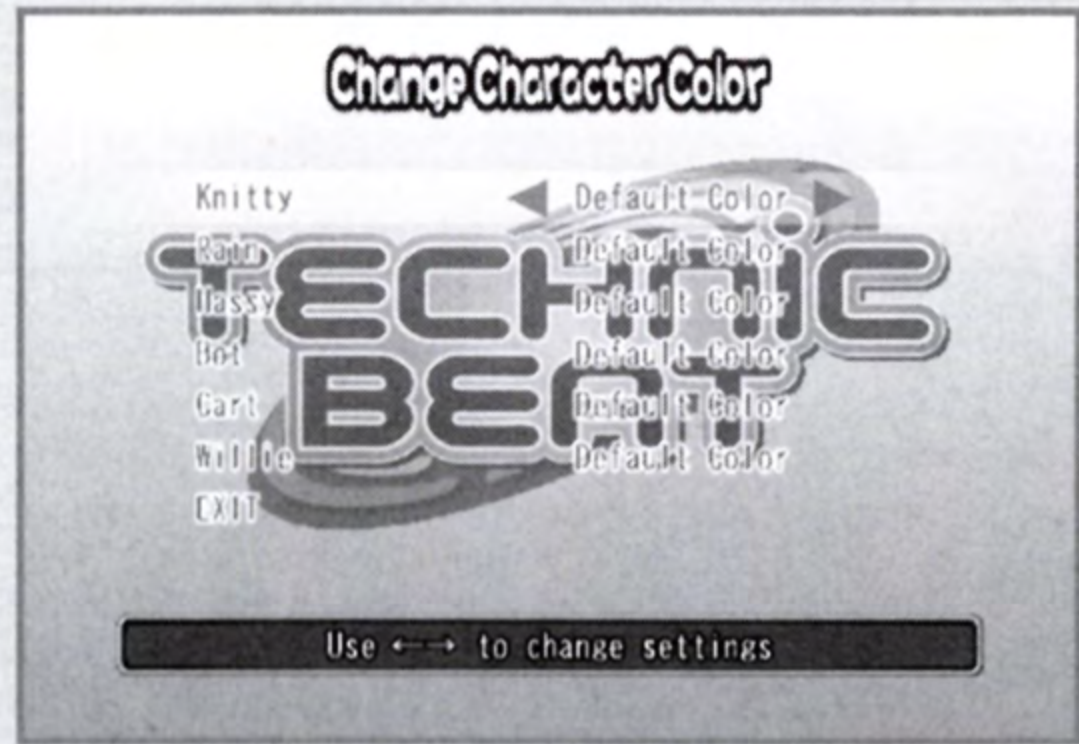 Change Character Color
Knitty ◀ Default Color ▶
Rain Default Color
Hassy Default Color
Bot Default Color
Cart Default Color
Willie Default Color
EXIT
TECHNiC
BEAT
Use ←→ to change settings